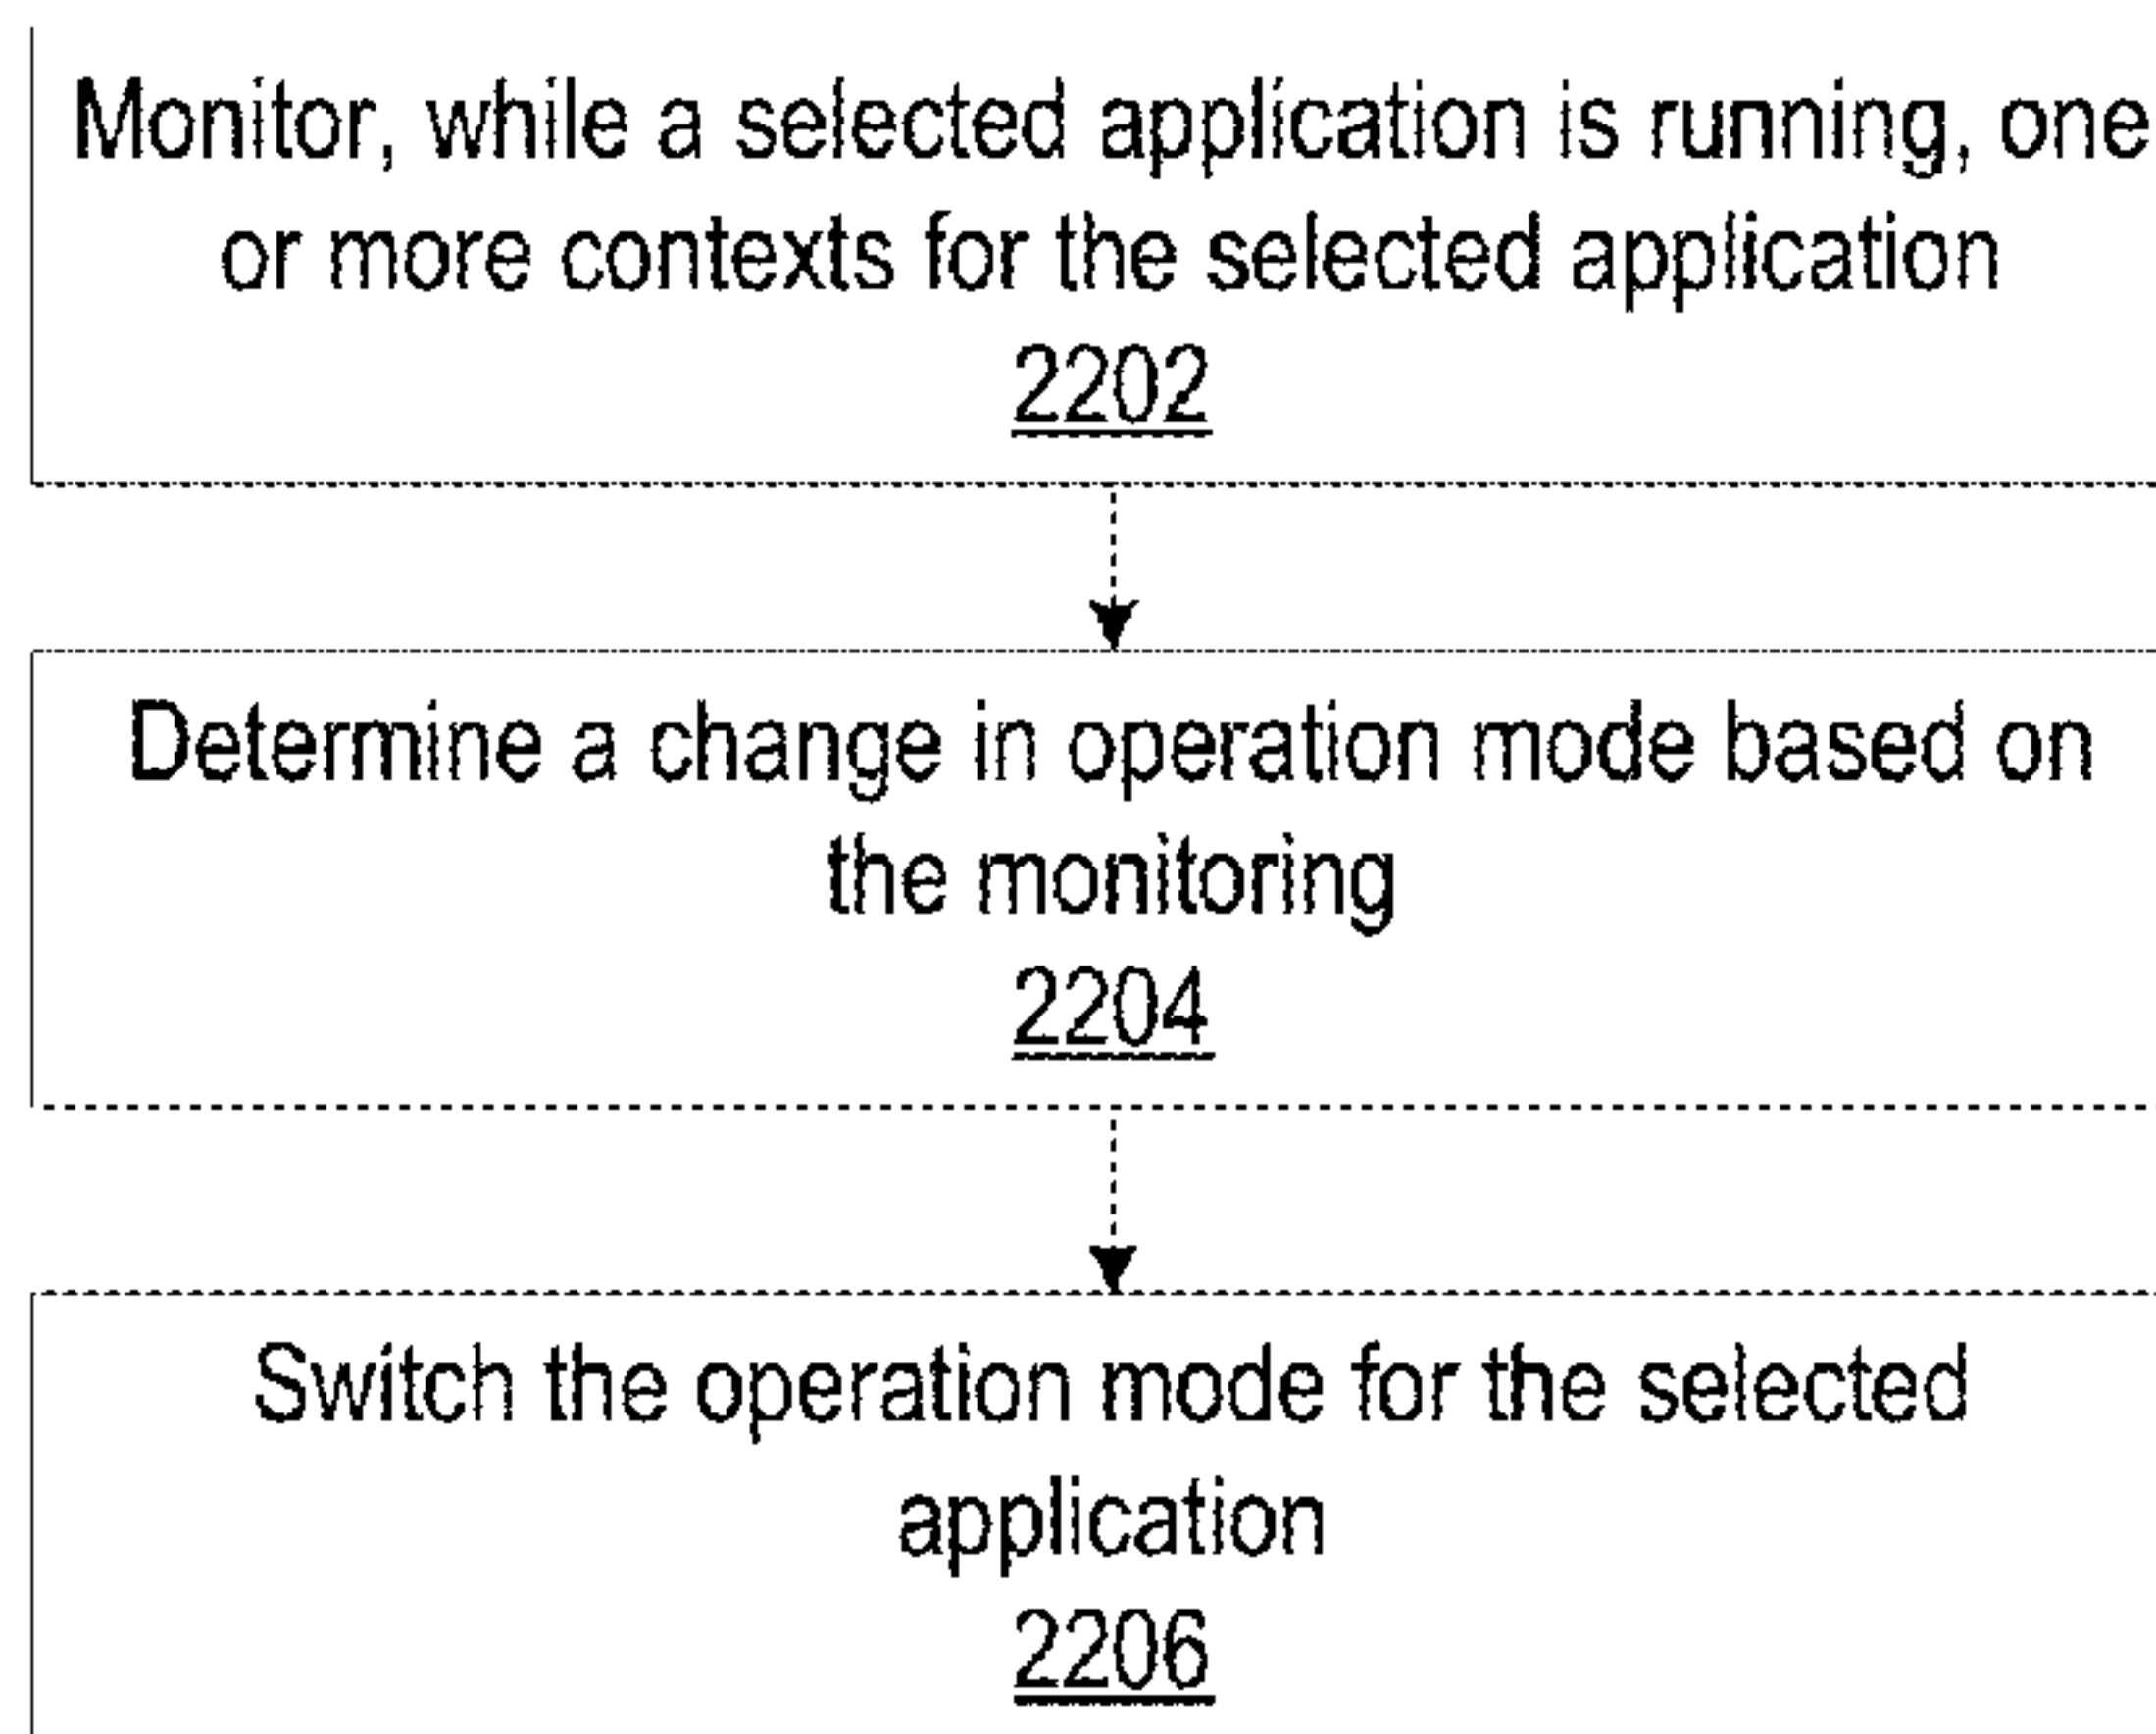 Monitor, while a selected application is running, one
or more contexts for the selected application
2202
Determine a change in operation mode based on
the monitoring
2204
Switch the operation mode for the selected
application
2206